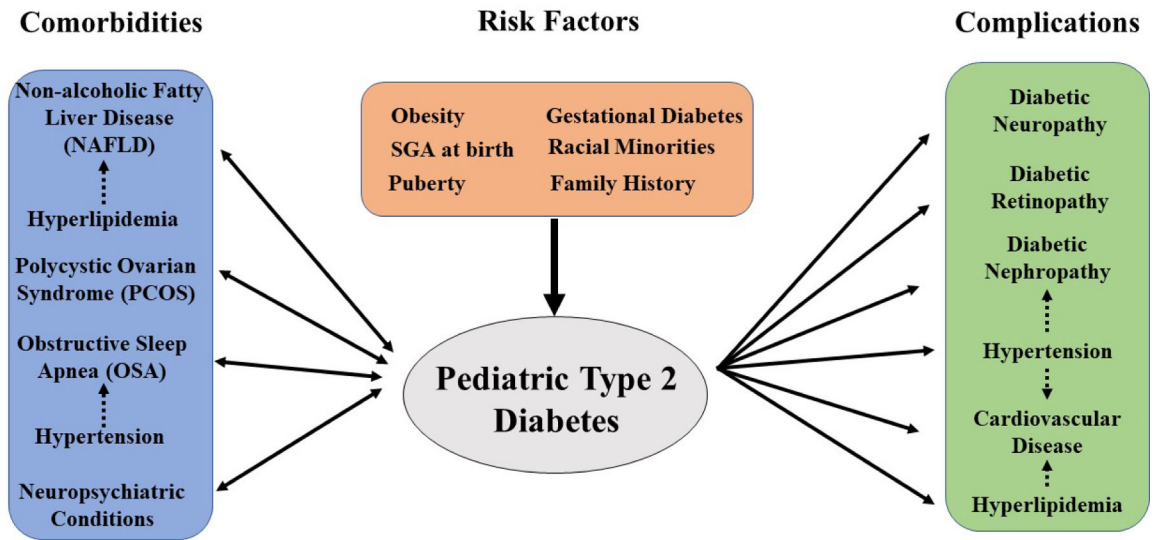 Comorbidities
Non-alcoholic Fatty
Liver Disease
(NAFLD)
Hyperlipidemia
Polycystic Ovarian
Syndrome (PCOS)
Obstructive Sleep
Apnea (OSA)
Hypertension
Neuropsychiatric
Conditions
Risk Factors
Obesity
Gestational Diabetes
SGA at birth
Racial Minorities
Puberty
Family History
Pediatric Type 2
Diabetes
Complications
Diabetic
Neuropathy
Diabetic
Retinopathy
Diabetic
Nephropathy
Hypertension
Cardiovascular
Disease
Hyperlipidemia